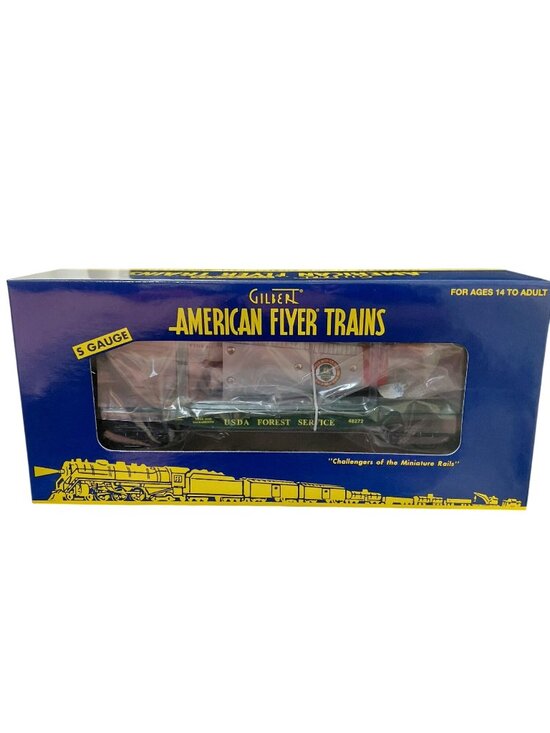 AMERICAN FLYER TRAINS
GILBERT®
AMERICAN FLYER® TRAINS
FOR AGES 14 TO ADULT
S GAUGE
USDA FOREST SERVICE 48272
"Challengers of the Miniature Rails"